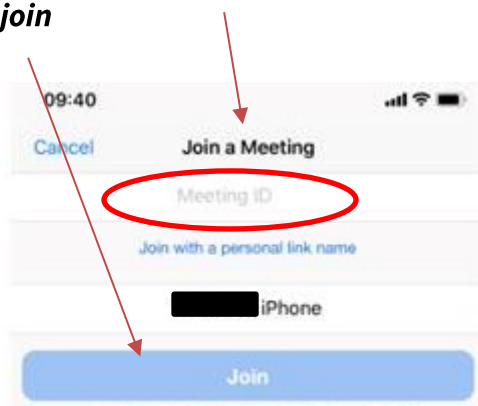 join
09:40
Cancel Join a Meeting
Meeting ID
Join with a personal link name
iPhone
Join